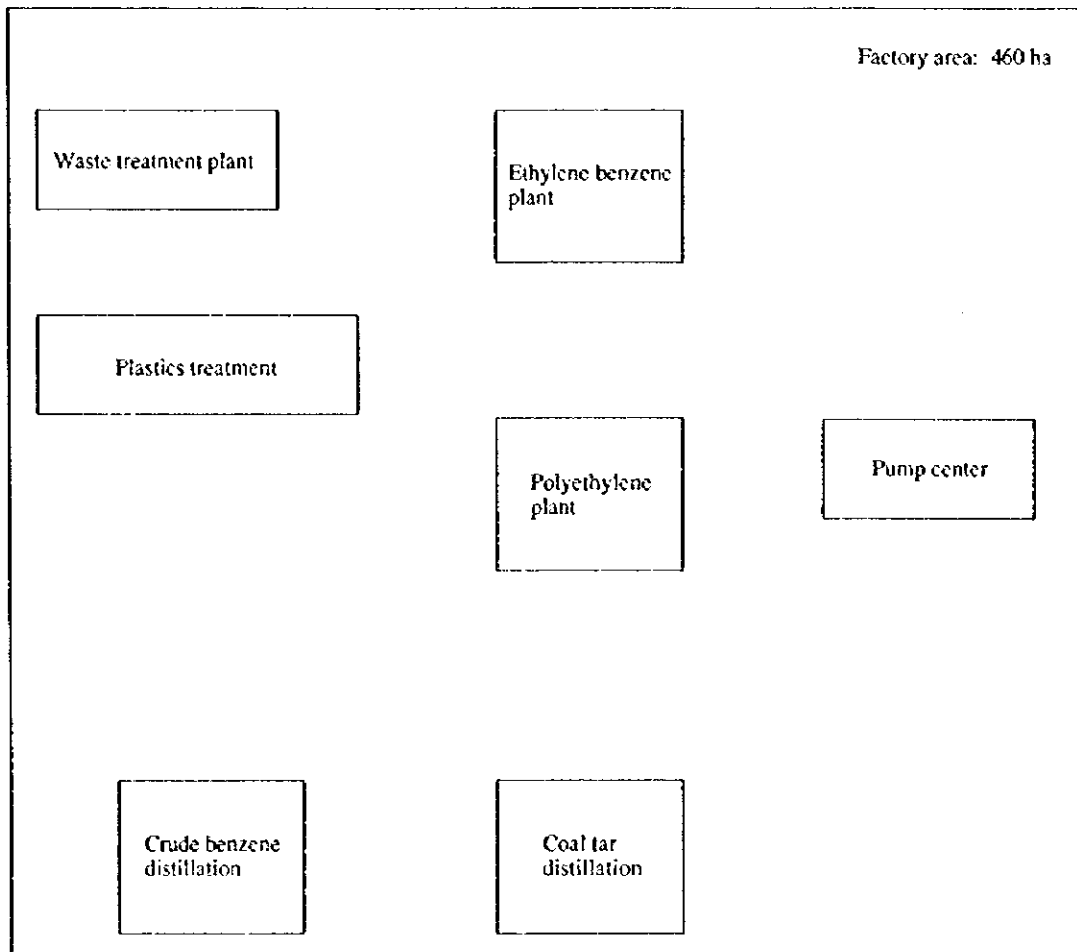 Factory area: 460 ha
Waste treatment plant
Ethylene benzene
plant
Plastics treatment
Polyethylene
plant
Pump center
Crude benzene
distillation
Coal tar
distillation